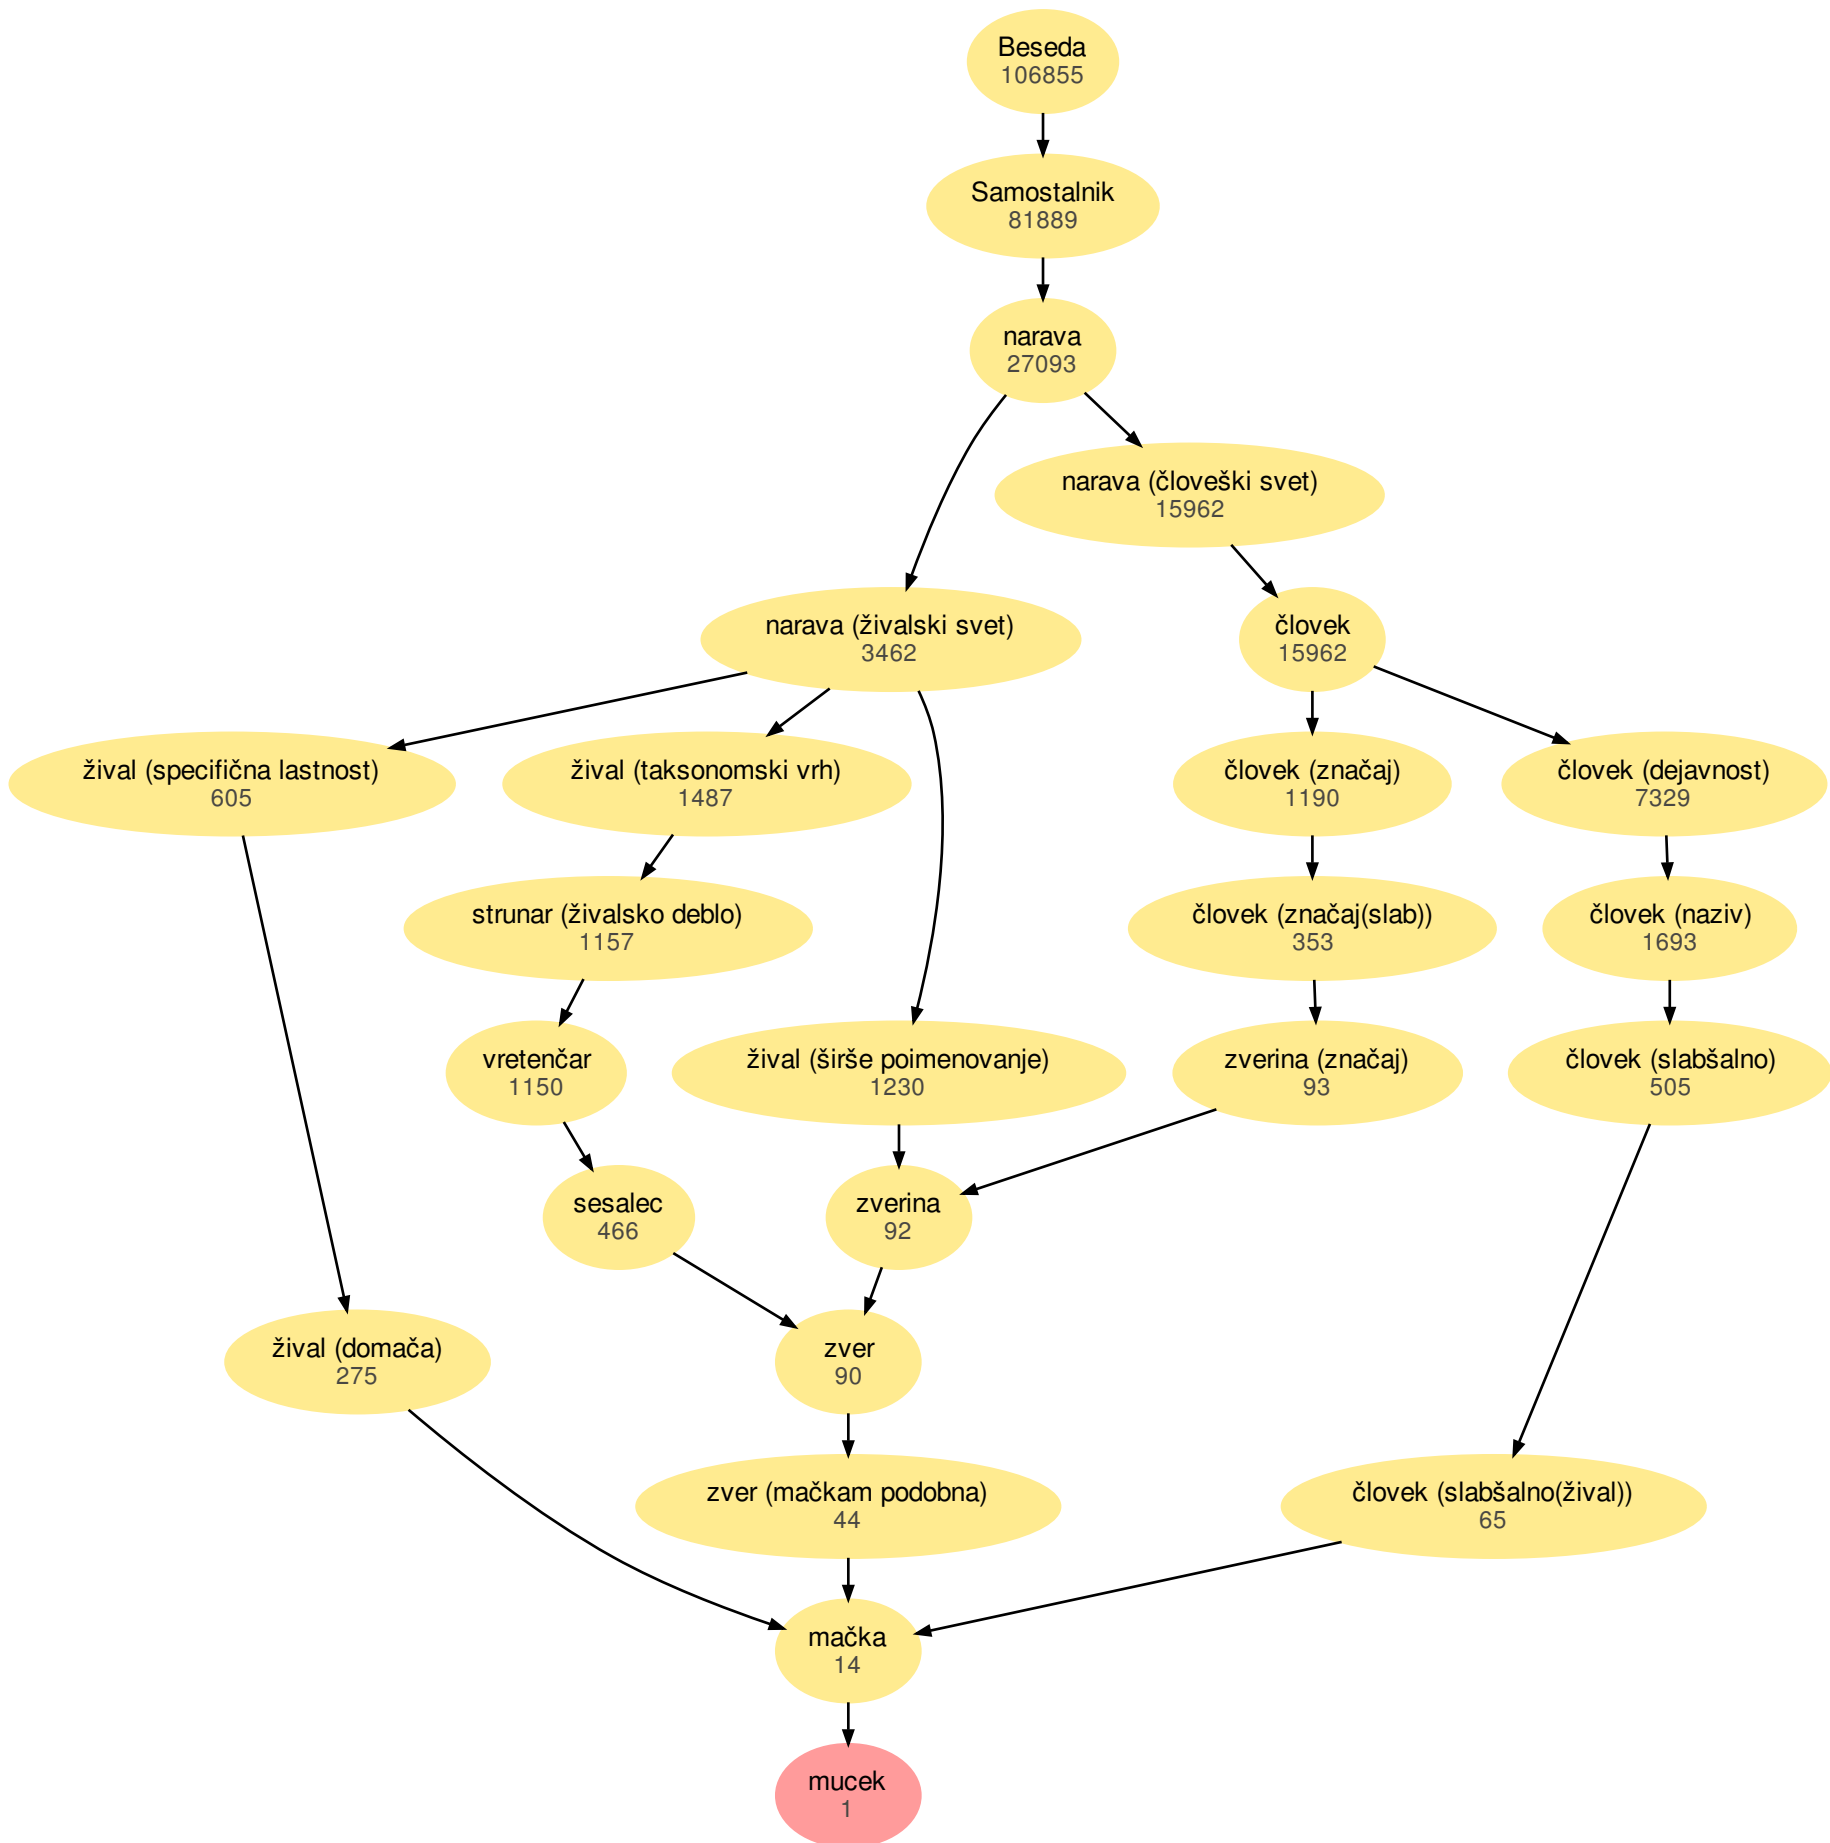 Beseda
106855
Samostalnik
81889
narava
27093
narava (človeški svet)
15962
narava (živalski svet)
3462
človek
15962
žival (specifična lastnost)
605
žival (taksonomski vrh)
1487
človek (značaj)
1190
človek (dejavnost)
7329
strunar (živalsko deblo)
1157
človek (značaj(slab))
353
človek (naziv)
1693
vretenčar
1150
žival (širše poimenovanje)
1230
zverina (značaj)
93
človek (slabšalno)
505
sesalec
466
zverina
92
žival (domača)
275
zver
90
zver (mačkam podobna)
44
človek (slabšalno(žival))
65
mačka
14
mucek
1